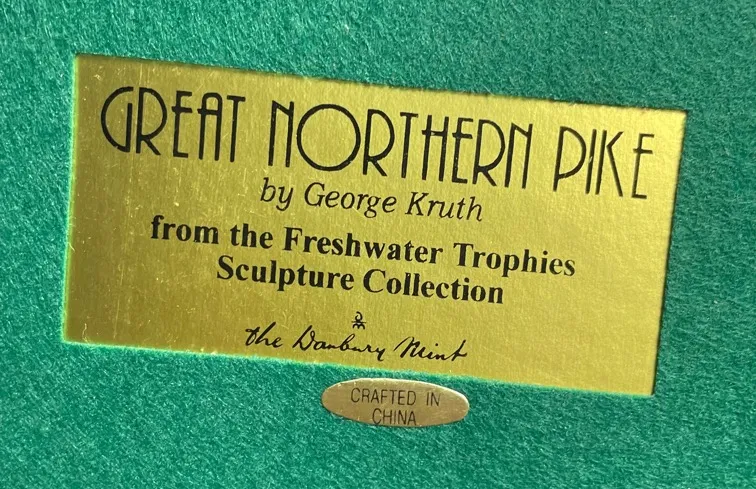 GREAT NORTHERN PIKE
by George Kruth
from the Freshwater Trophies
Sculpture Collection
the Danbury Mint
CRAFTED IN
CHINA